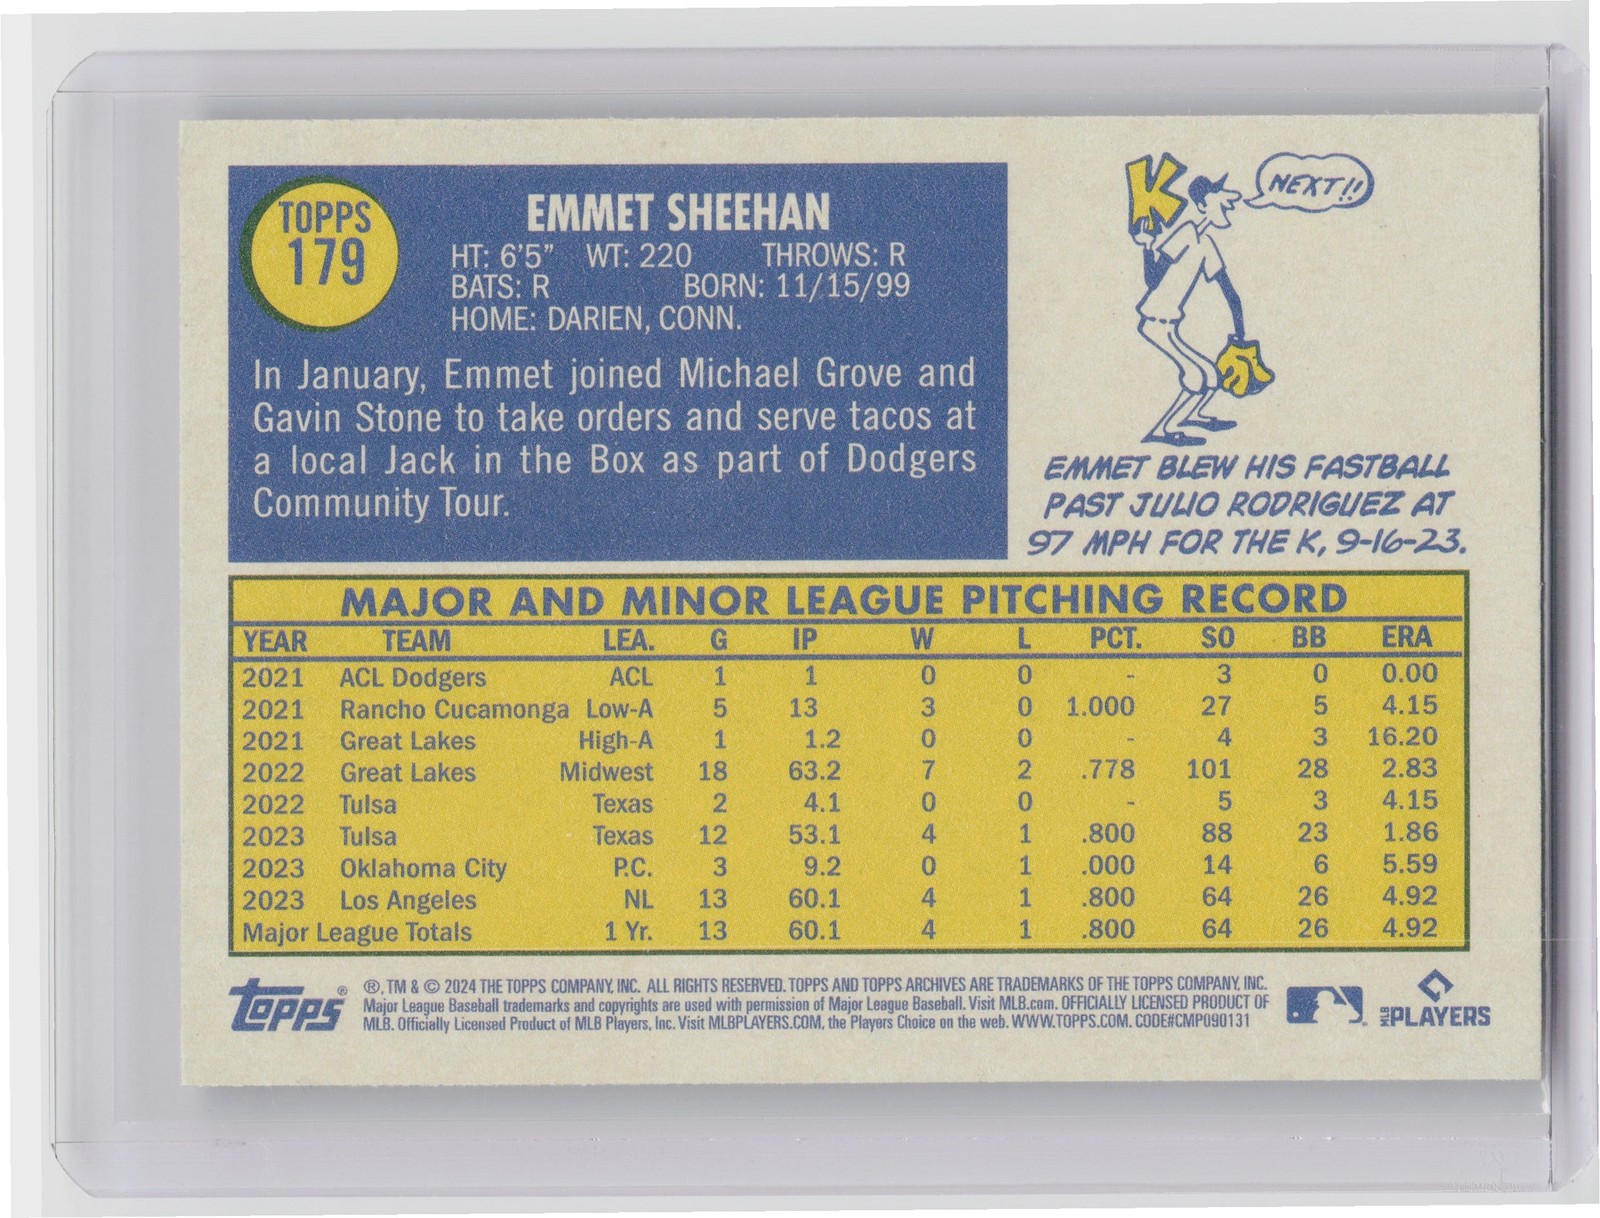 TOPPS
179
EMMET SHEEHAN
HT: 6'5" WT: 220 THROWS: R
BATS: R BORN: 11/15/99
HOME: DARIEN, CONN.
In January, Emmet joined Michael Grove and
Gavin Stone to take orders and serve tacos at
a local Jack in the Box as part of Dodgers
Community Tour.
K
NEXT!!
EMMET BLEW HIS FASTBALL
PAST JULIO RODRIGUEZ AT
97 MPH FOR THE K, 9-16-23.
MAJOR AND MINOR LEAGUE PITCHING RECORD
YEAR TEAM LEA. G IP W L PCT. SO BB ERA
2021 ACL Dodgers ACL 1 1 0 0 - 3 0 0.00
2021 Rancho Cucamonga Low-A 5 13 3 0 1.000 27 5 4.15
2021 Great Lakes High-A 1 1.2 0 0 - 4 3 16.20
2022 Great Lakes Midwest 18 63.2 7 2 .778 101 28 2.83
2022 Tulsa Texas 2 4.1 0 0 - 5 3 4.15
2023 Tulsa Texas 12 53.1 4 1 .800 88 23 1.86
2023 Oklahoma City P.C. 3 9.2 0 1 .000 14 6 5.59
2023 Los Angeles NL 13 60.1 4 1 .800 64 26 4.92
Major League Totals 1 Yr. 13 60.1 4 1 .800 64 26 4.92
topps®
®, TM & © 2024 THE TOPPS COMPANY, INC. ALL RIGHTS RESERVED. TOPPS AND TOPPS ARCHIVES ARE TRADEMARKS OF THE TOPPS COMPANY, INC.
Major League Baseball trademarks and copyrights are used with permission of Major League Baseball. Visit MLB.com. OFFICIALLY LICENSED PRODUCT OF
MLB. Officially Licensed Product of MLB Players, Inc. Visit MLBPLAYERS.COM, the Players Choice on the web. WWW.TOPPS.COM. CODE#CMP090131
MLB PLAYERS